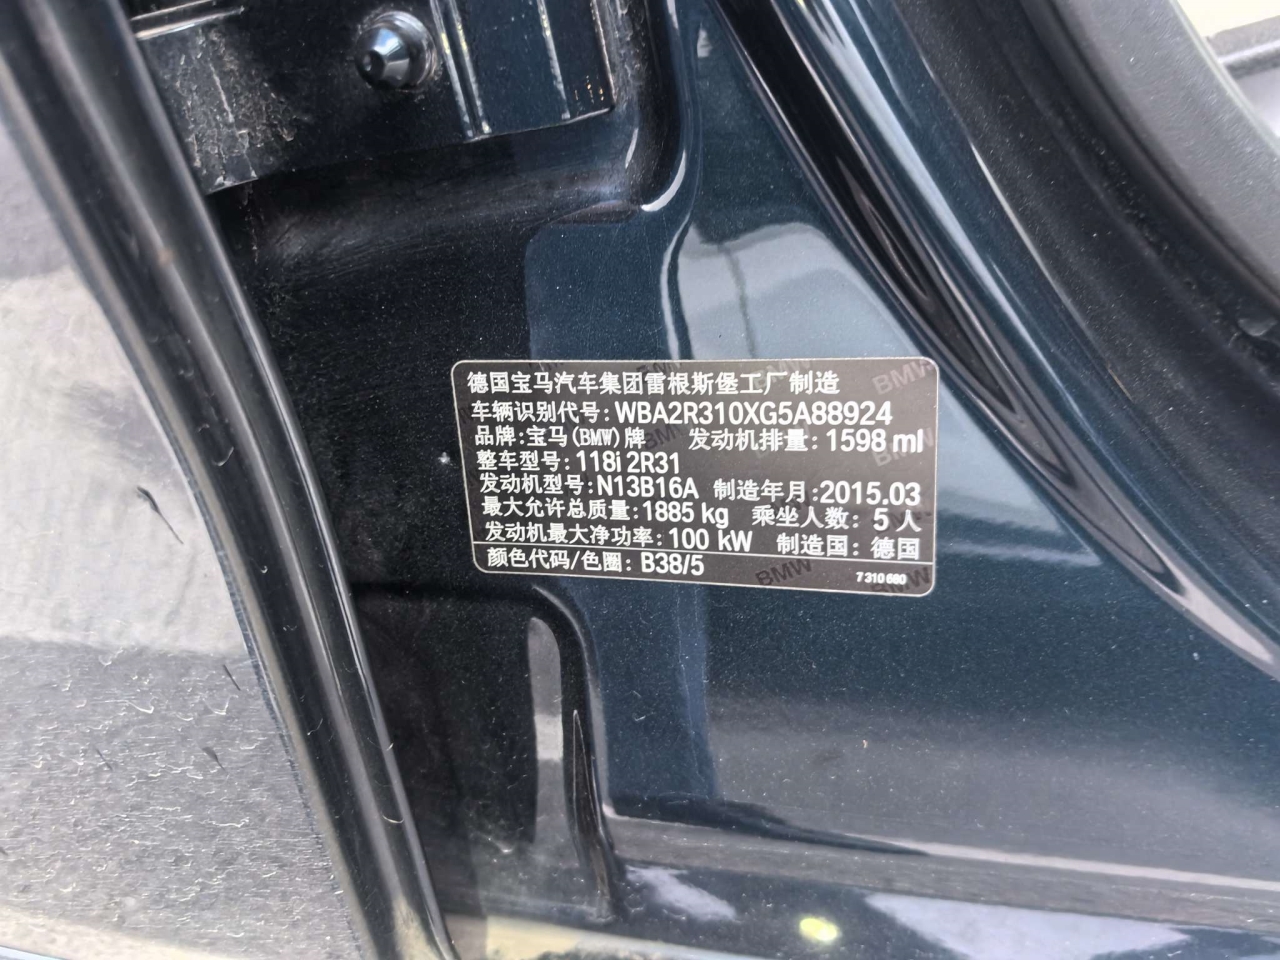 德国宝马汽车集团雷根斯堡工厂制造
车辆识别代号: WBA2R310XG5A88924
品牌: 宝马(BMW)牌 发动机排量: 1598 ml
整车型号: 118i 2R31
发动机型号: N13B16A 制造年月: 2015.03
最大允许总质量: 1885 kg 乘坐人数: 5 人
发动机最大净功率: 100 kW 制造国: 德国
颜色代码/色圈: B38/5
7 310 660
BMW
BMW
BMW